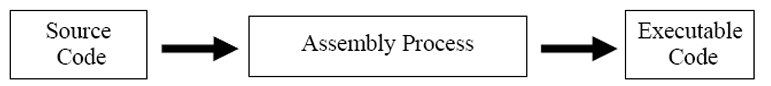 Source
Code
Assembly Process
Executable
Code